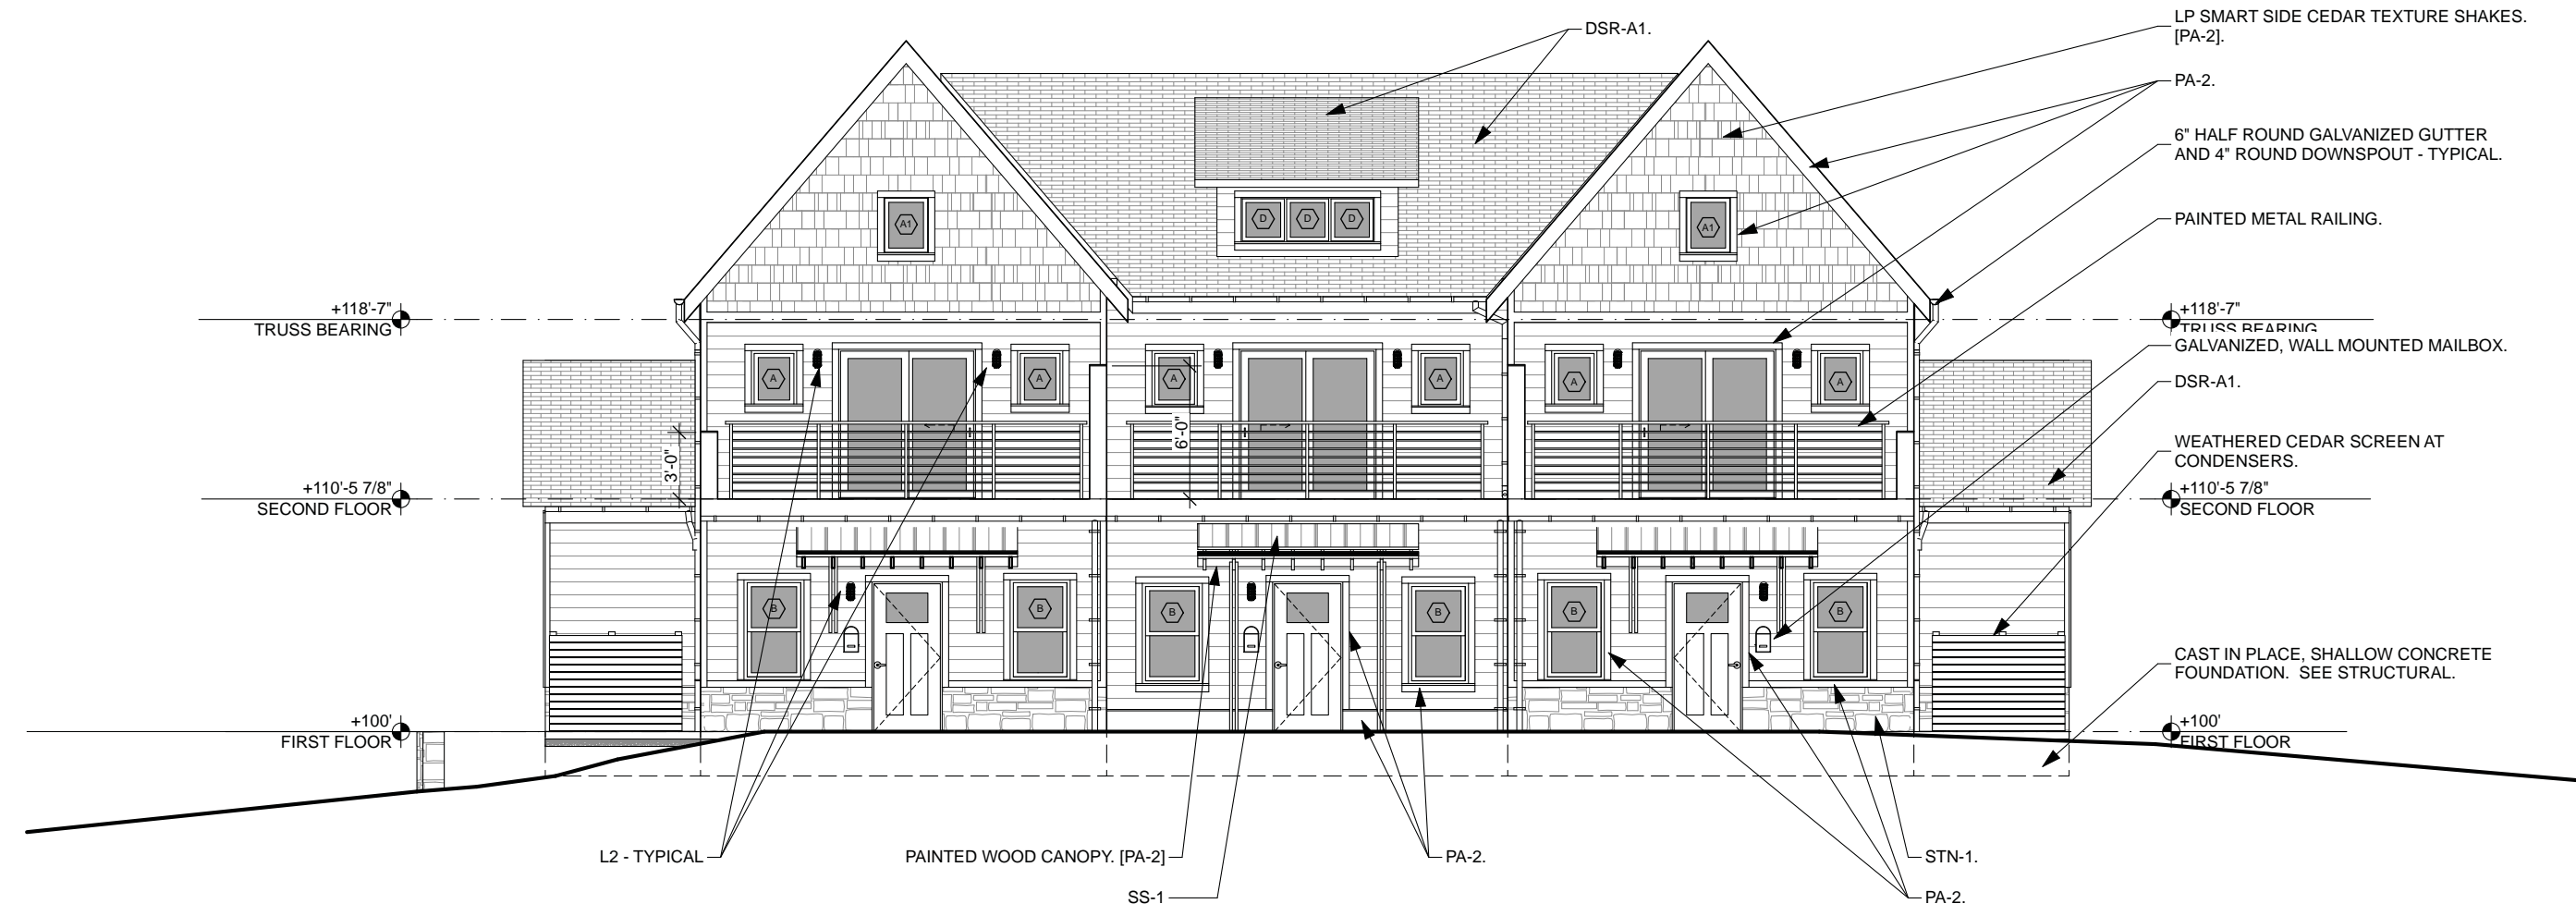 DSR-A1.
LP SMART SIDE CEDAR TEXTURE SHAKES.
[PA-2].
PA-2.
6" HALF ROUND GALVANIZED GUTTER
AND 4" ROUND DOWNSPOUT - TYPICAL.
PAINTED METAL RAILING.
A1
D
D
D
A1
+118'-7"
TRUSS BEARING
+118'-7"
TRUSS BEARING
GALVANIZED, WALL MOUNTED MAILBOX.
DSR-A1.
A
A
A
A
A
A
3'-0"
6'-0"
WEATHERED CEDAR SCREEN AT
CONDENSERS.
+110'-5 7/8"
SECOND FLOOR
+110'-5 7/8"
SECOND FLOOR
B
B
B
B
B
B
CAST IN PLACE, SHALLOW CONCRETE
FOUNDATION. SEE STRUCTURAL.
+100'
FIRST FLOOR
+100'
FIRST FLOOR
L2 - TYPICAL
PAINTED WOOD CANOPY. [PA-2]
PA-2.
STN-1.
SS-1
PA-2.